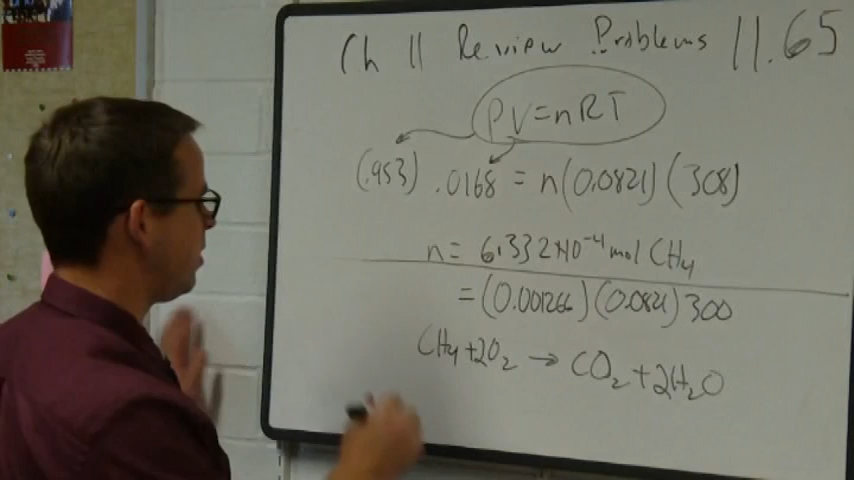 Ch 11 Review Problems 11.65
PV=nRT
(.953) .0168 = n(0.0821)(308)
n= 6.332×10⁻⁴ mol CH₄
=(0.001266)(0.0821)300
CH₄+2O₂ → CO₂+2H₂O